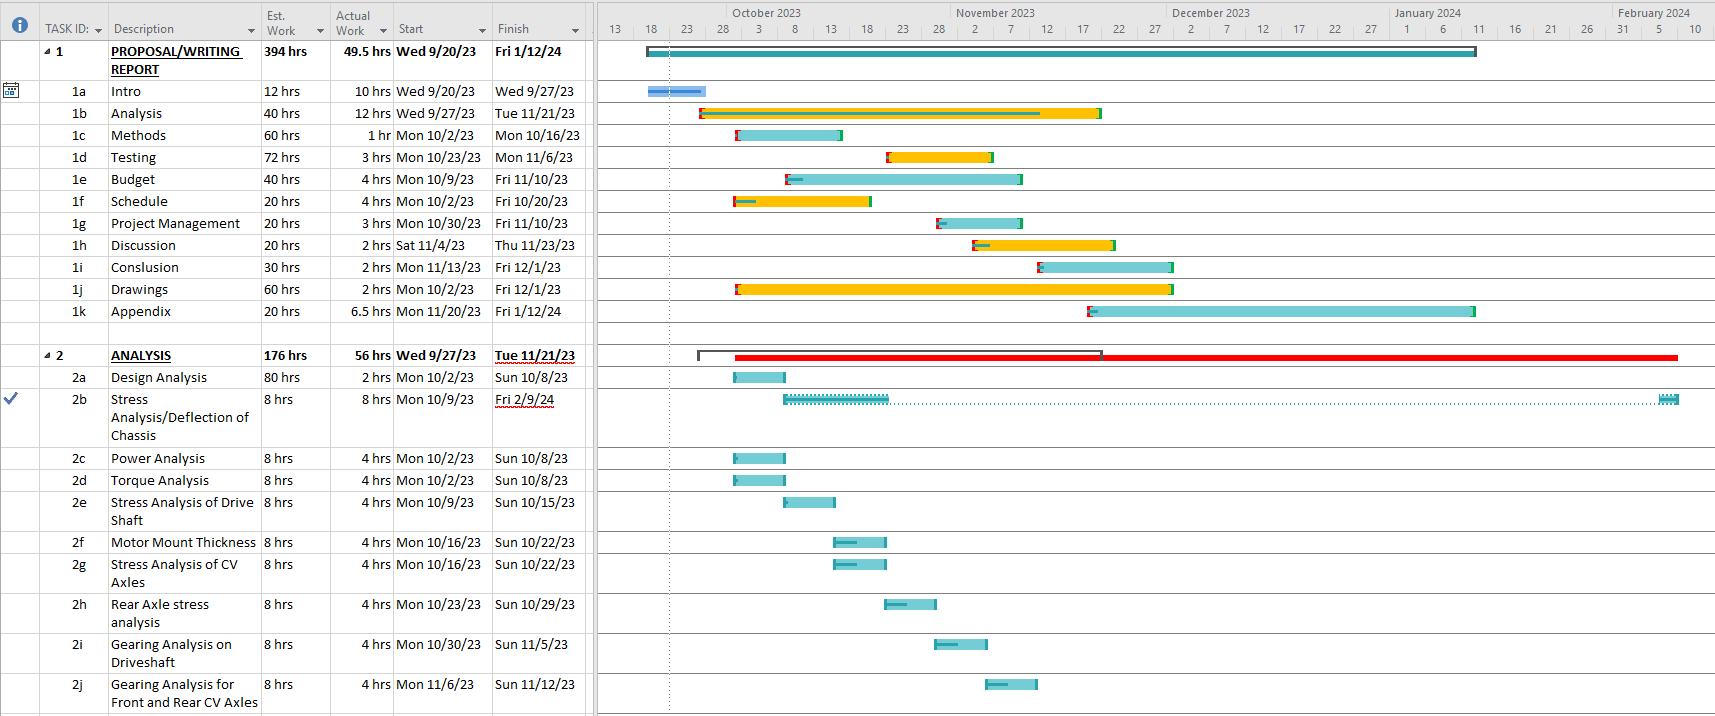 October 2023 November 2023 December 2023 January 2024 February 2024
TASK ID: Description Est. Work Actual Work Start Finish 13 18 23 28 3 8 13 18 23 28 2 7 12 17 22 27 2 7 12 17 22 27 1 6 11 16 21 26 31 5 10
1 PROPOSAL/WRITING 394 hrs 49.5 hrs Wed 9/20/23 Fri 1/12/24
REPORT
1a Intro 12 hrs 10 hrs Wed 9/20/23 Wed 9/27/23
1b Analysis 40 hrs 12 hrs Wed 9/27/23 Tue 11/21/23
1c Methods 60 hrs 1 hr Mon 10/2/23 Mon 10/16/23
1d Testing 72 hrs 3 hrs Mon 10/23/23 Mon 11/6/23
1e Budget 40 hrs 4 hrs Mon 10/9/23 Fri 11/10/23
1f Schedule 20 hrs 4 hrs Mon 10/2/23 Fri 10/20/23
1g Project Management 20 hrs 3 hrs Mon 10/30/23 Fri 11/10/23
1h Discussion 20 hrs 2 hrs Sat 11/4/23 Thu 11/23/23
1i Conslusion 30 hrs 2 hrs Mon 11/13/23 Fri 12/1/23
1j Drawings 60 hrs 2 hrs Mon 10/2/23 Fri 12/1/23
1k Appendix 20 hrs 6.5 hrs Mon 11/20/23 Fri 1/12/24
2 ANALYSIS 176 hrs 56 hrs Wed 9/27/23 Tue 11/21/23
2a Design Analysis 80 hrs 2 hrs Mon 10/2/23 Sun 10/8/23
2b Stress 8 hrs 8 hrs Mon 10/9/23 Fri 2/9/24
Analysis/Deflection of
Chassis
2c Power Analysis 8 hrs 4 hrs Mon 10/2/23 Sun 10/8/23
2d Torque Analysis 8 hrs 4 hrs Mon 10/2/23 Sun 10/8/23
2e Stress Analysis of Drive 8 hrs 4 hrs Mon 10/9/23 Sun 10/15/23
Shaft
2f Motor Mount Thickness 8 hrs 4 hrs Mon 10/16/23 Sun 10/22/23
2g Stress Analysis of CV 8 hrs 4 hrs Mon 10/16/23 Sun 10/22/23
Axles
2h Rear Axle stress 8 hrs 4 hrs Mon 10/23/23 Sun 10/29/23
analysis
2i Gearing Analysis on 8 hrs 4 hrs Mon 10/30/23 Sun 11/5/23
Driveshaft
2j Gearing Analysis for 8 hrs 4 hrs Mon 11/6/23 Sun 11/12/23
Front and Rear CV Axles